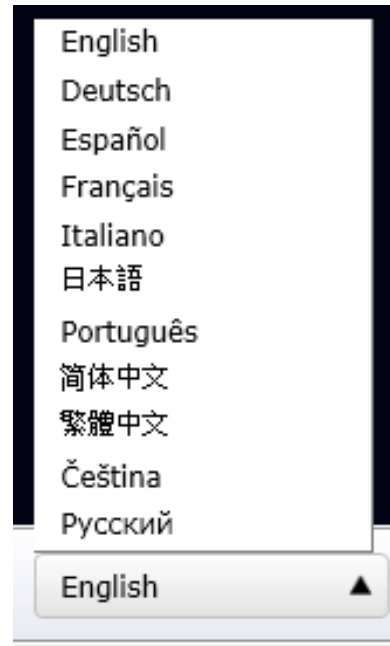 English
Deutsch
Español
Français
Italiano
日本語
Português
简体中文
繁體中文
Čeština
Русский
English